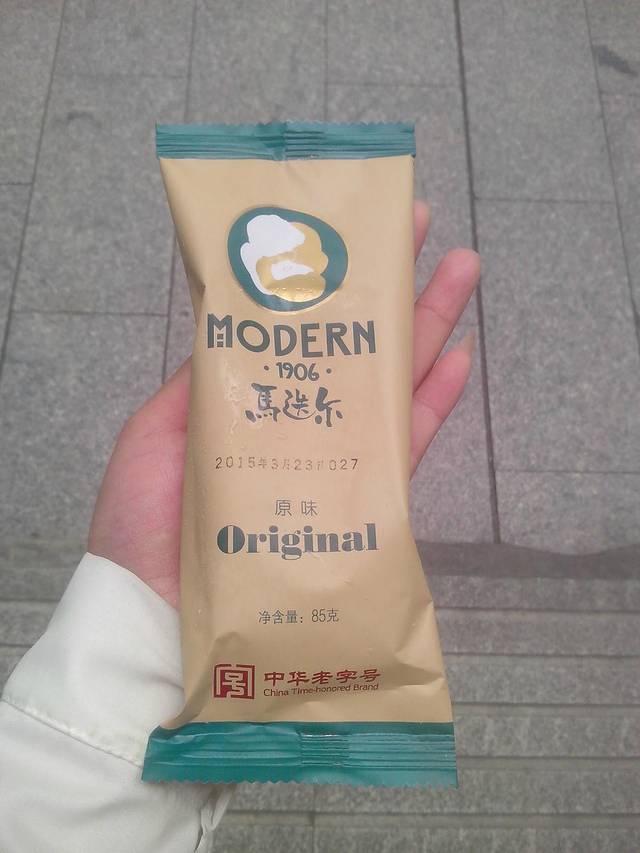 MODERN
·1906·
馬迭尔
2015年3月23日027
原味
Original
净含量：85克
中华老字号
China Time-honored Brand